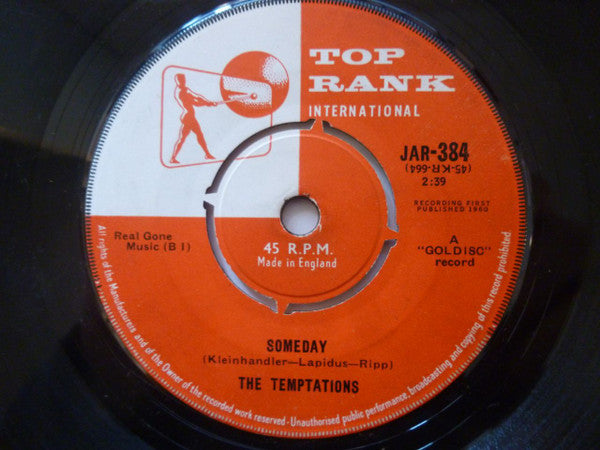 TOP
RANK
INTERNATIONAL
JAR-384
(45-KR-664)
2:39
RECORDING FIRST
PUBLISHED 1960
Real Gone
Music (B I)
45 R.P.M.
Made in England
A
"GOLDISC"
record
SOMEDAY
(Kleinhandler—Lapidus—Ripp)
THE TEMPTATIONS
All rights of the Manufacturers and of the Owner of the recorded work reserved - Unauthorised public performance, broadcasting and copying of this record prohibited.